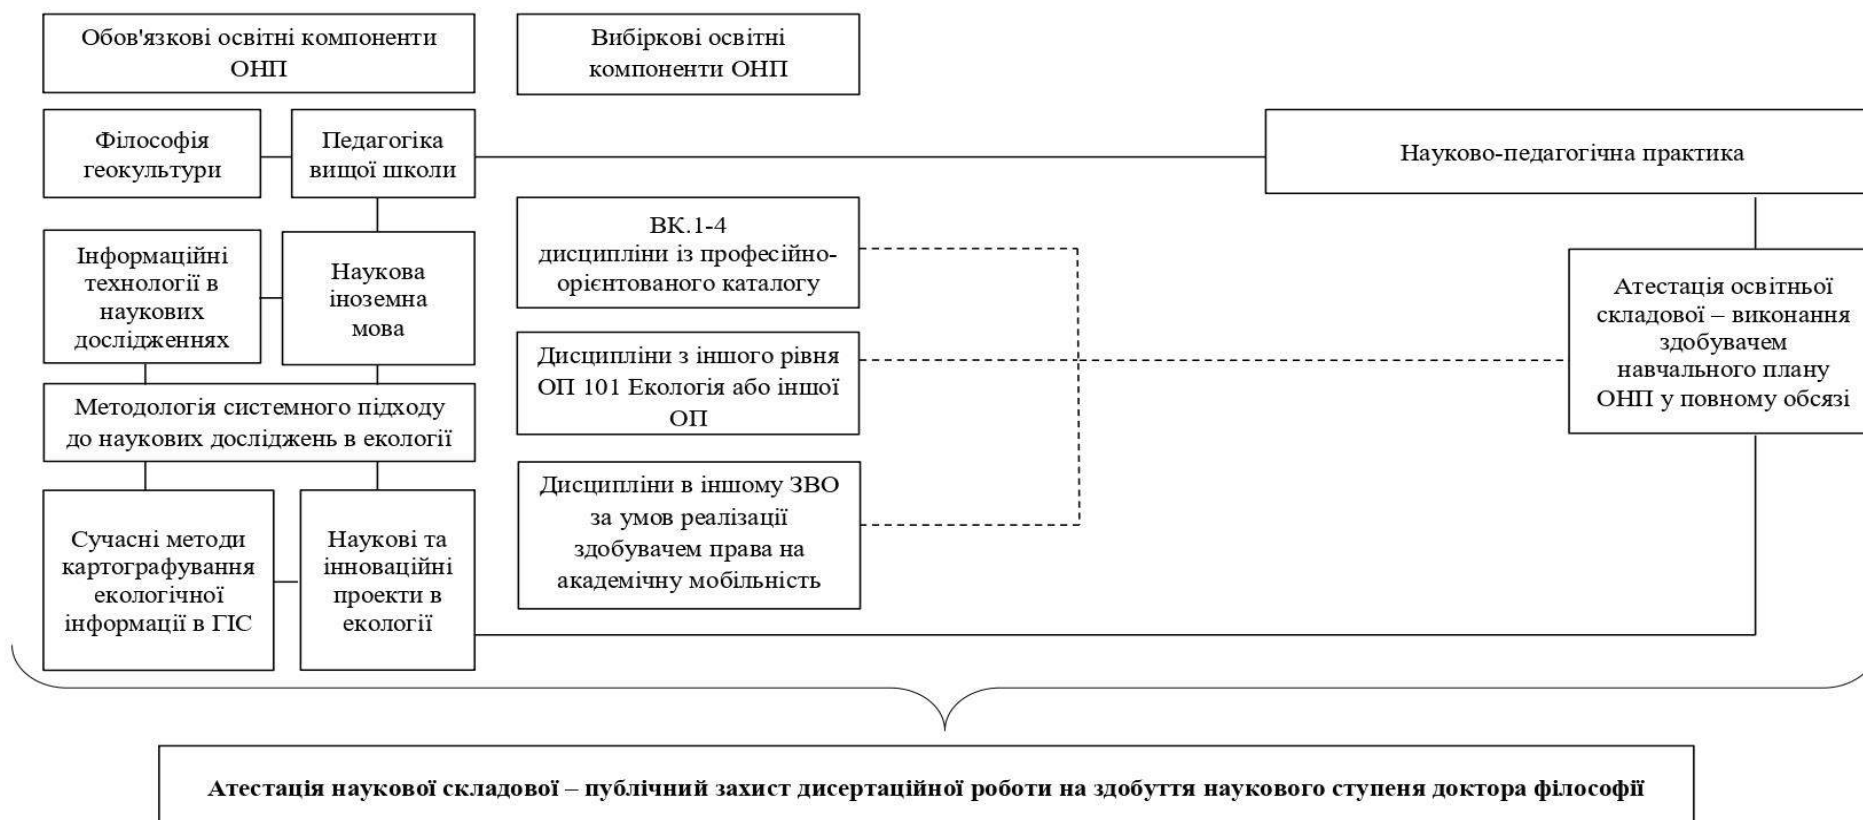 Обов'язкові освітні компоненти
ОНП
Вибіркові освітні
компоненти ОНП
Філософія
геокультури
Педагогіка
вищої школи
Науково-педагогічна практика
ВК.1-4
дисципліни із професійно-
орієнтованого каталогу
Інформаційні
технології в
наукових
дослідженнях
Наукова
іноземна
мова
Атестація освітньої
складової – виконання
здобувачем
навчального плану
ОНП у повному обсязі
Дисципліни з іншого рівня
ОП 101 Екологія або іншої
ОП
Методологія системного підходу
до наукових досліджень в екології
Дисципліни в іншому ЗВО
за умов реалізації
здобувачем права на
академічну мобільність
Сучасні методи
картографування
екологічної
інформації в ГІС
Наукові та
інноваційні
проекти в
екології
Атестація наукової складової – публічний захист дисертаційної роботи на здобуття наукового ступеня доктора філософії